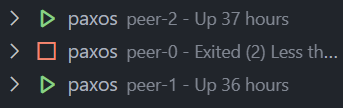 paxos peer-2 - Up 37 hours
paxos peer-0 - Exited (2) Less th...
paxos peer-1 - Up 36 hours